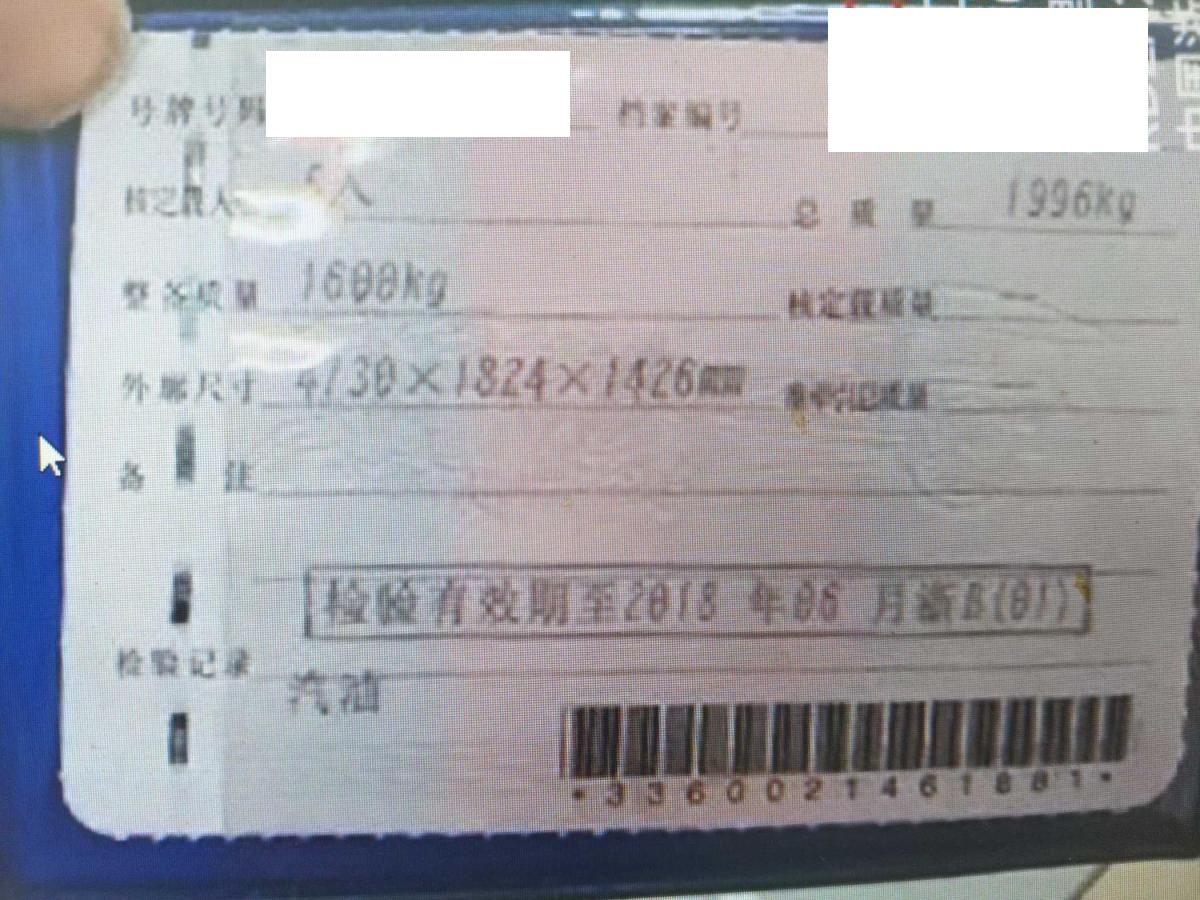 号牌号码 档案编号
核定载人数 5人 总质量 1996kg
整备质量 1600kg 核定载质量
外廓尺寸 4730×1824×1426mm 准牵引总质量
备注
检验有效期至2018 年06 月浙B(01)
检验记录
汽油
*3360021461881*